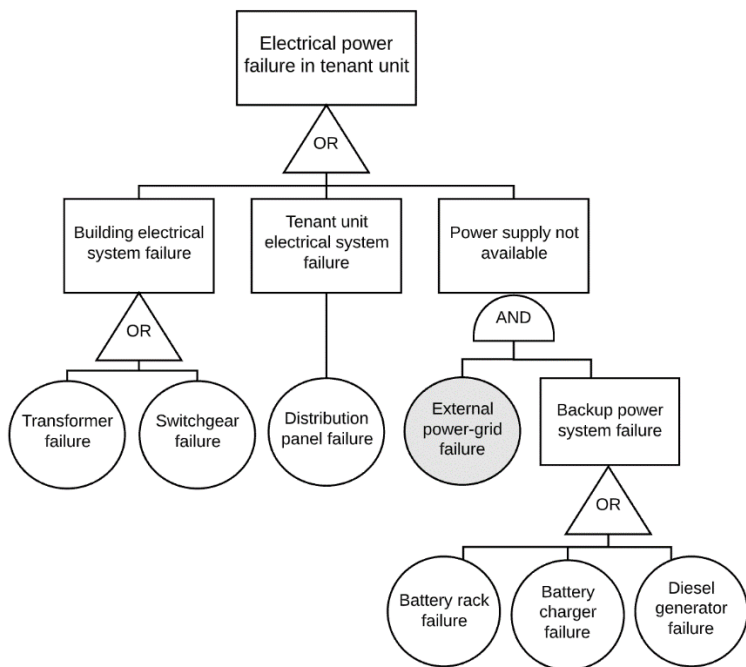 Electrical power
failure in tenant unit
OR
Building electrical
system failure
Tenant unit
electrical system
failure
Power supply not
available
OR
AND
Transformer
failure
Switchgear
failure
Distribution
panel failure
External
power-grid
failure
Backup power
system failure
OR
Battery rack
failure
Battery
charger
failure
Diesel
generator
failure